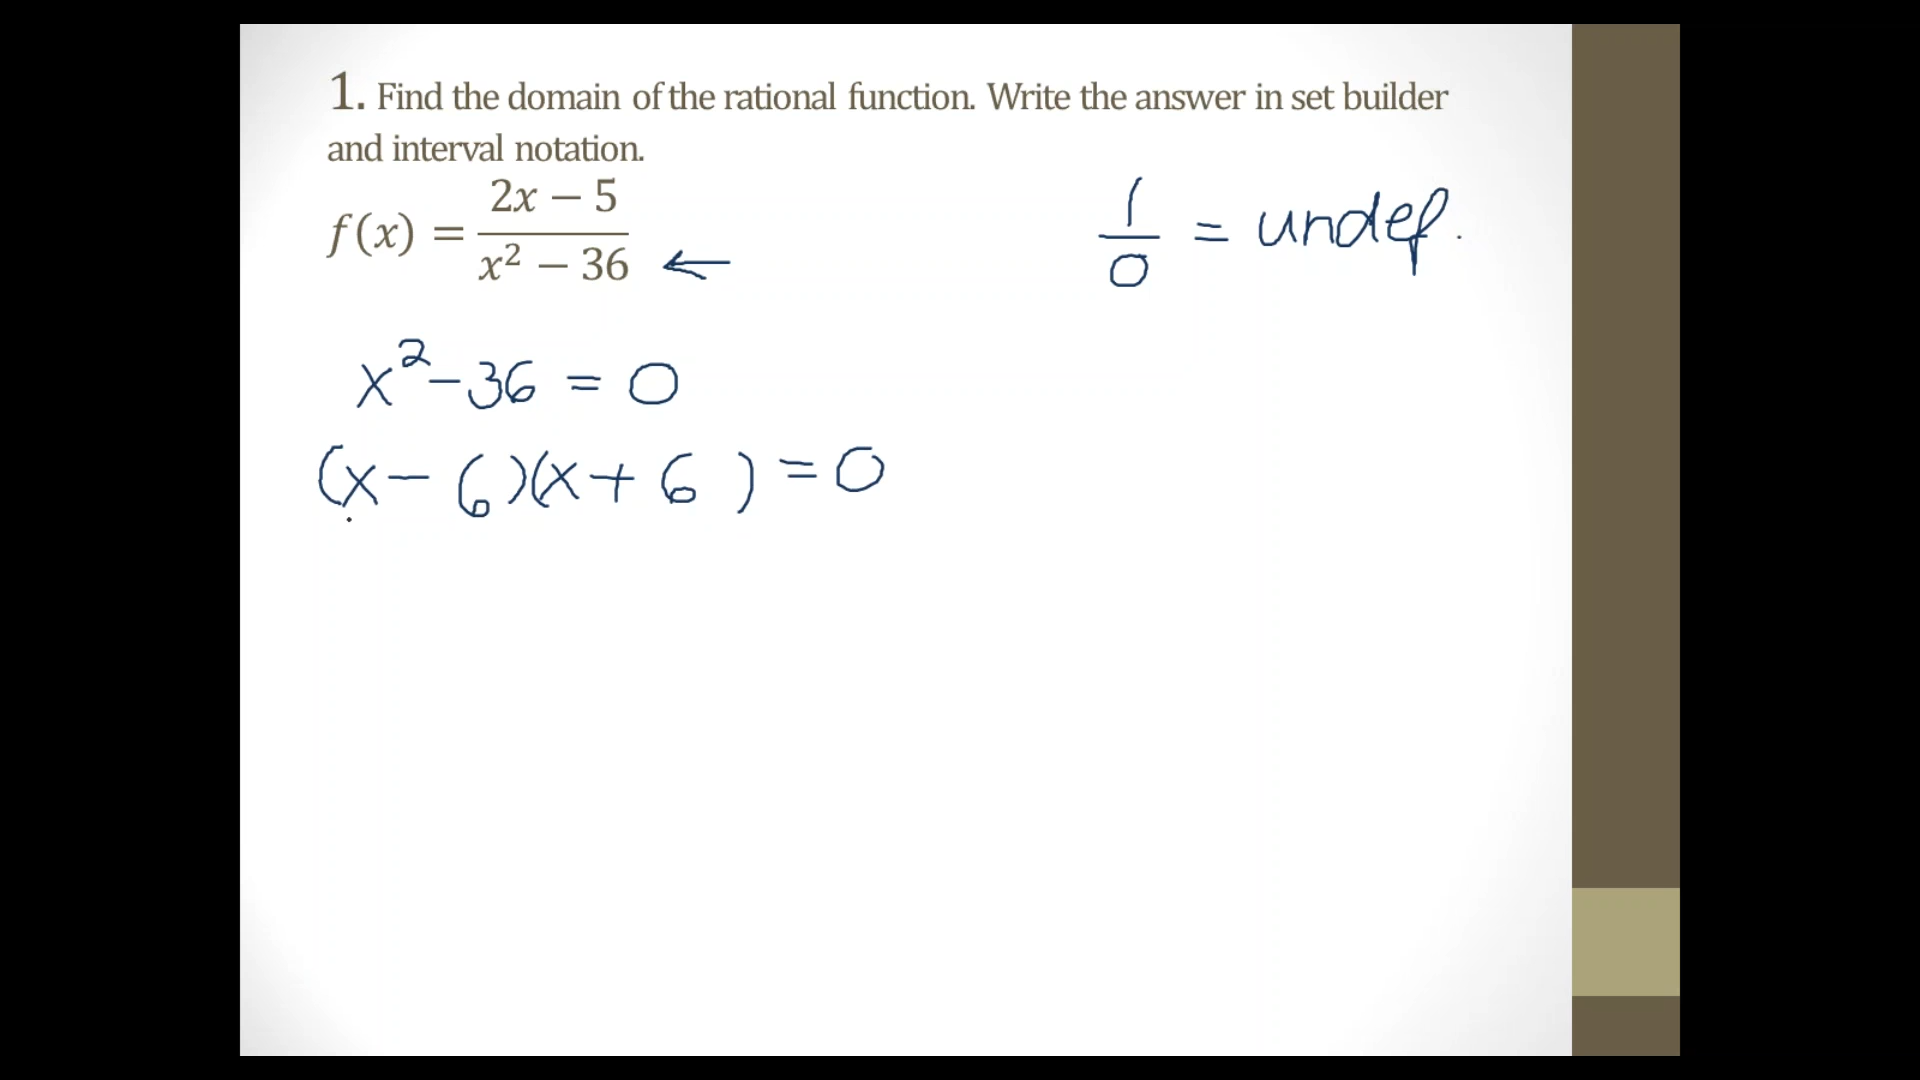 1. Find the domain of the rational function. Write the answer in set builder
and interval notation.
f(x) = (2x − 5)/(x² − 36) ←
1/0 = undef.
x² - 36 = 0
(x - 6)(x + 6) = 0